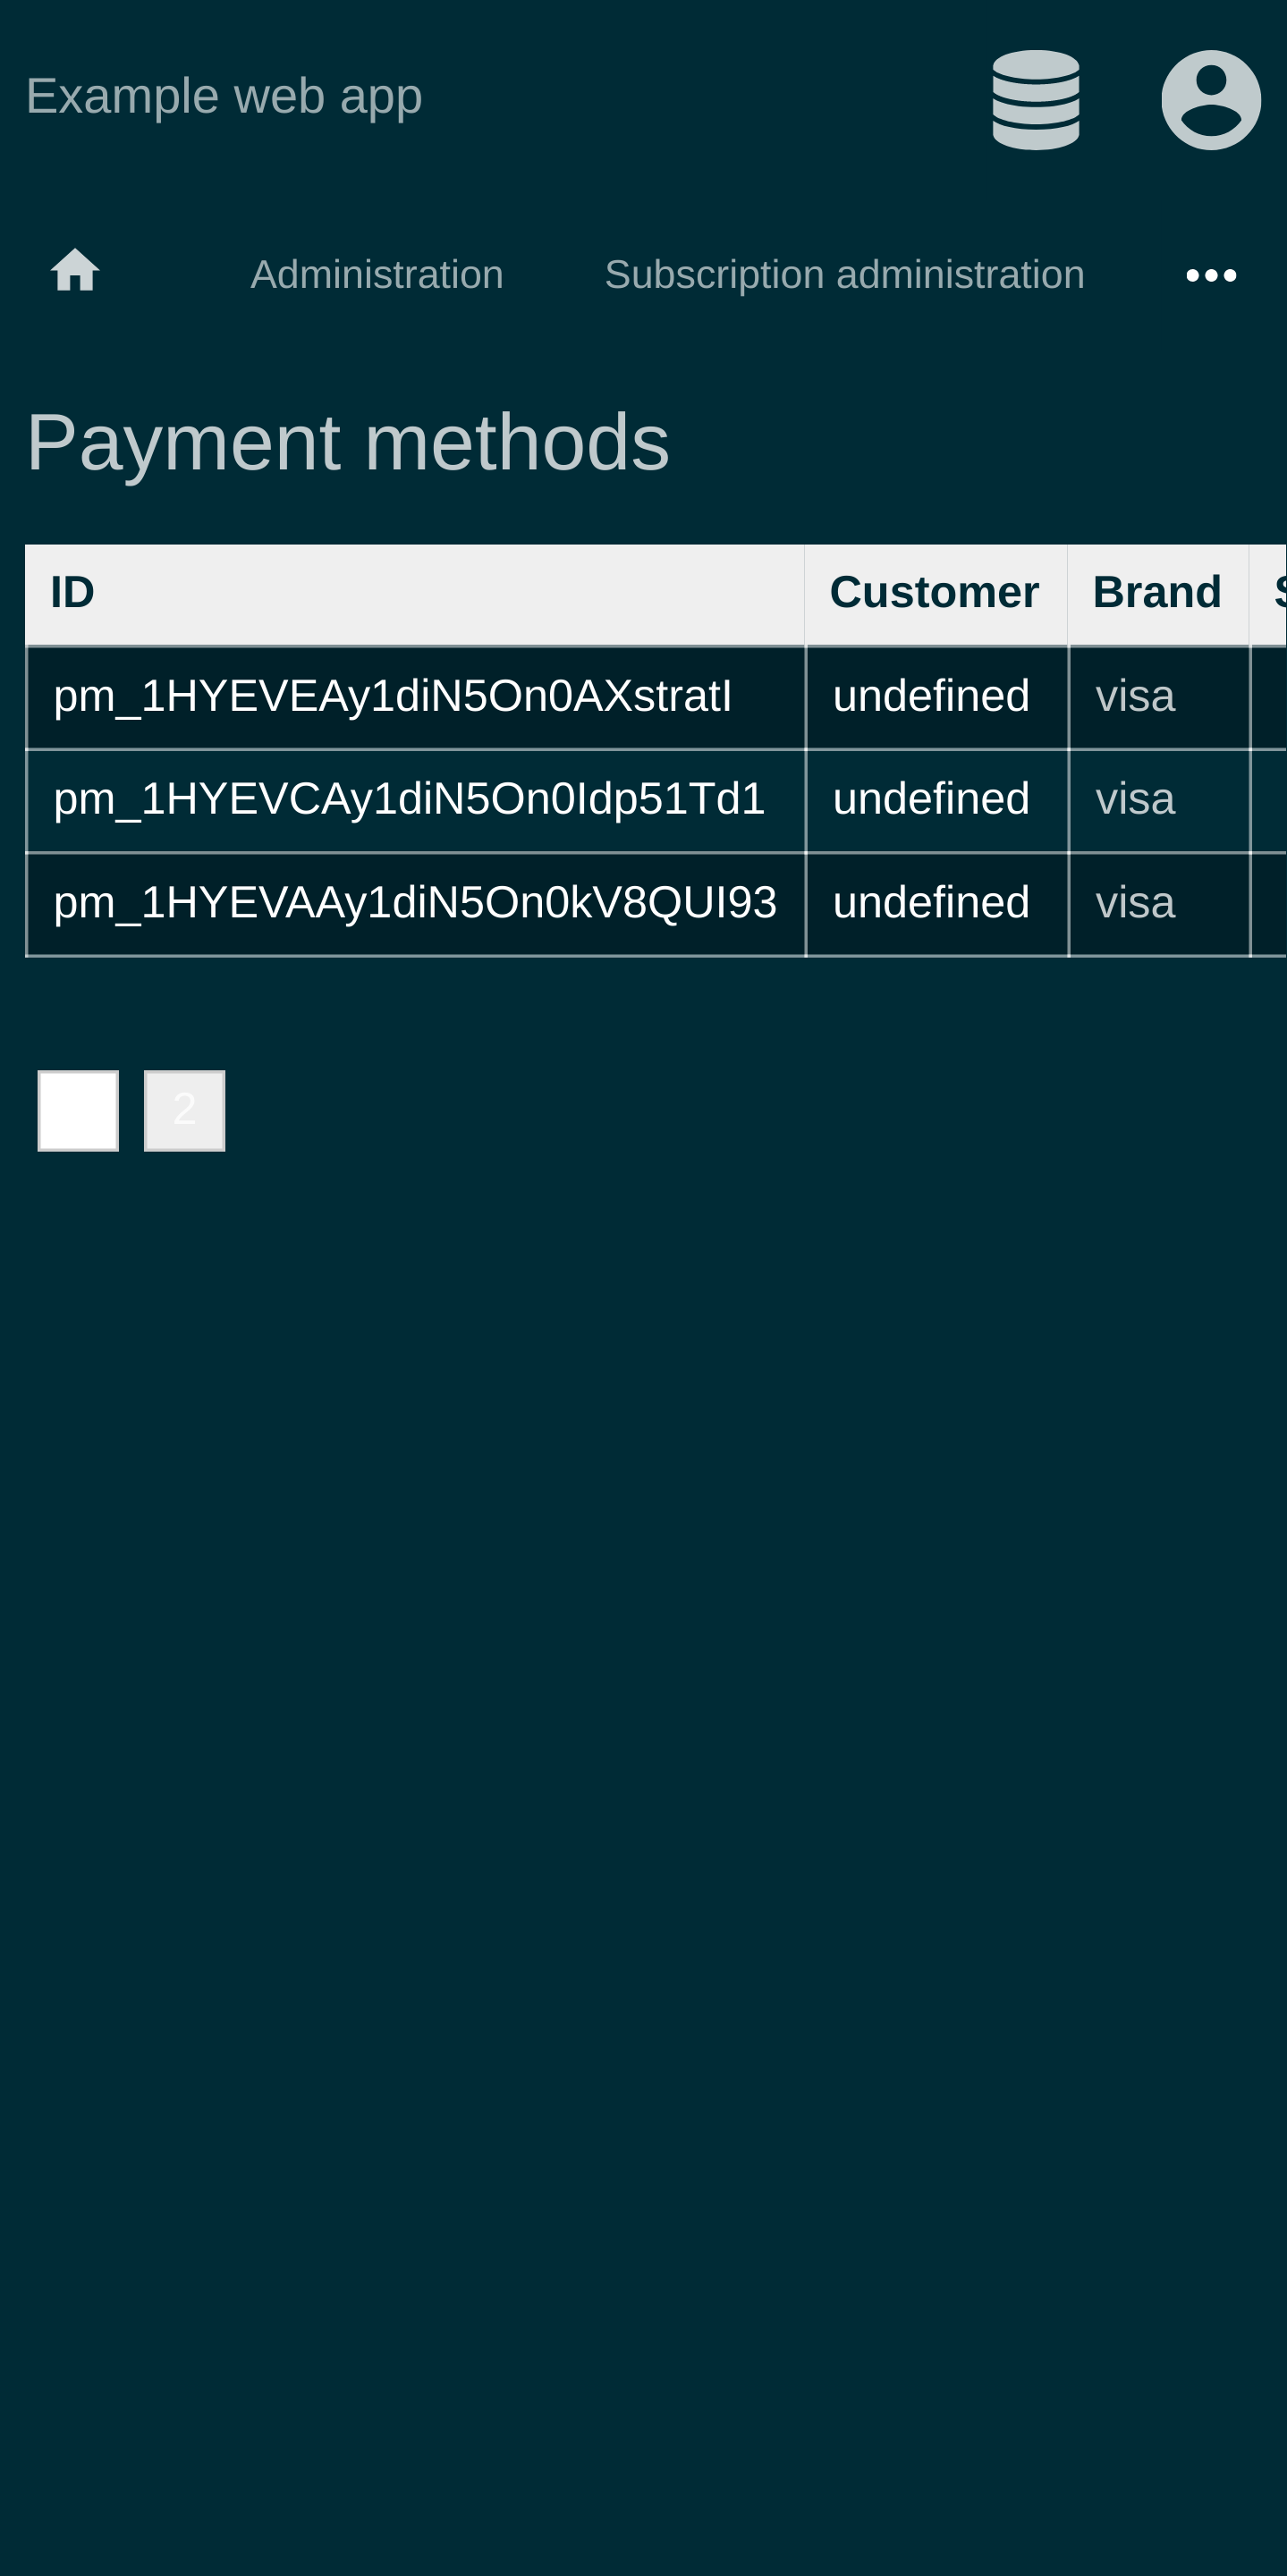 Example web app
Administration Subscription administration
Payment methods
ID Customer Brand
pm_1HYEVEAy1diN5On0AXstratI undefined visa
pm_1HYEVCAy1diN5On0Idp51Td1 undefined visa
pm_1HYEVAAy1diN5On0kV8QUI93 undefined visa
2